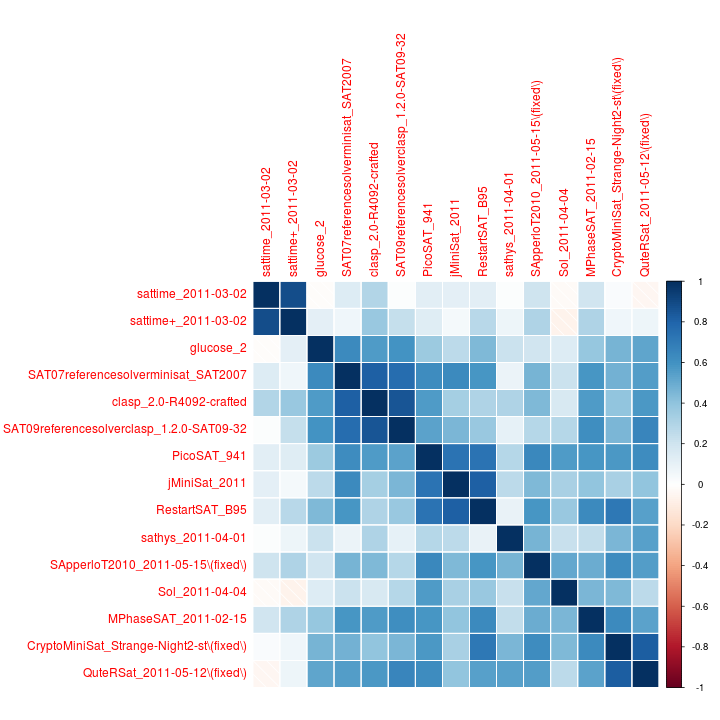 sattime_2011-03-02
sattime+_2011-03-02
glucose_2
SAT07referencesolverminisat_SAT2007
clasp_2.0-R4092-crafted
SAT09referencesolverclasp_1.2.0-SAT09-32
PicoSAT_941
jMiniSat_2011
RestartSAT_B95
sathys_2011-04-01
SApperloT2010_2011-05-15\(fixed\)
Sol_2011-04-04
MPhaseSAT_2011-02-15
CryptoMiniSat_Strange-Night2-st\(fixed\)
QuteRSat_2011-05-12\(fixed\)
sattime_2011-03-02
sattime+_2011-03-02
glucose_2
SAT07referencesolverminisat_SAT2007
clasp_2.0-R4092-crafted
SAT09referencesolverclasp_1.2.0-SAT09-32
PicoSAT_941
jMiniSat_2011
RestartSAT_B95
sathys_2011-04-01
SApperloT2010_2011-05-15\(fixed\)
Sol_2011-04-04
MPhaseSAT_2011-02-15
CryptoMiniSat_Strange-Night2-st\(fixed\)
QuteRSat_2011-05-12\(fixed\)
1
0.8
0.6
0.4
0.2
0
-0.2
-0.4
-0.6
-0.8
-1